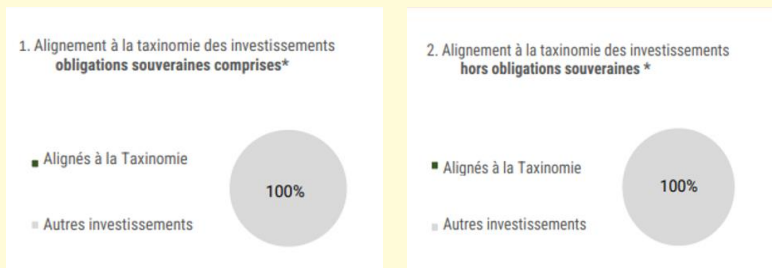 1. Alignement à la taxinomie des investissements
obligations souveraines comprises*
Alignés à la Taxinomie
100%
Autres investissements
2. Alignement à la taxinomie des investissements
hors obligations souveraines *
Alignés à la Taxinomie
100%
Autres investissements